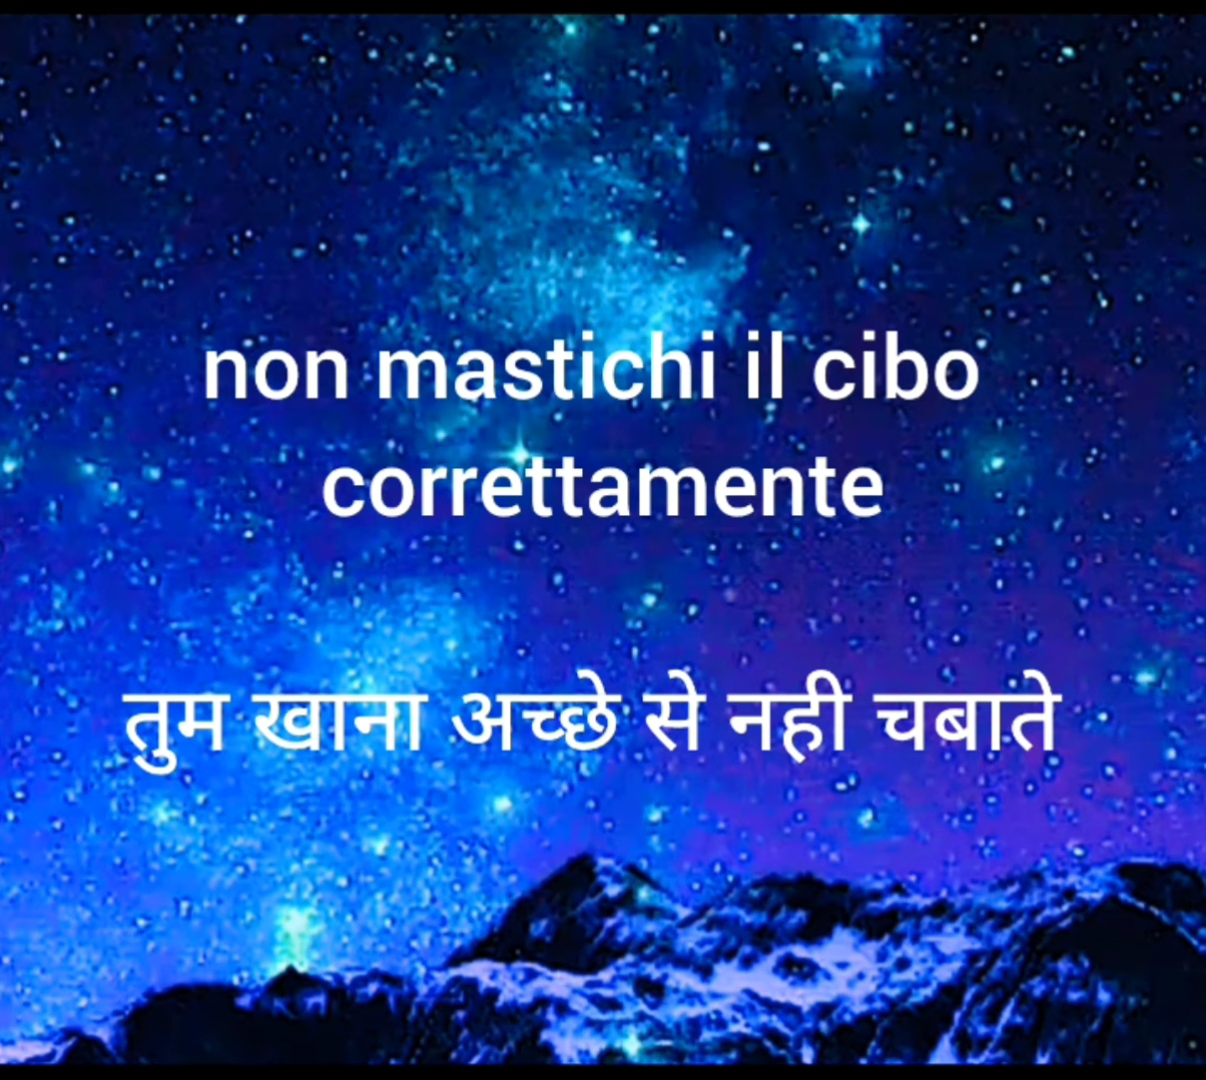 non mastichi il cibo
correttamente
तुम खाना अच्छे से नही चबाते